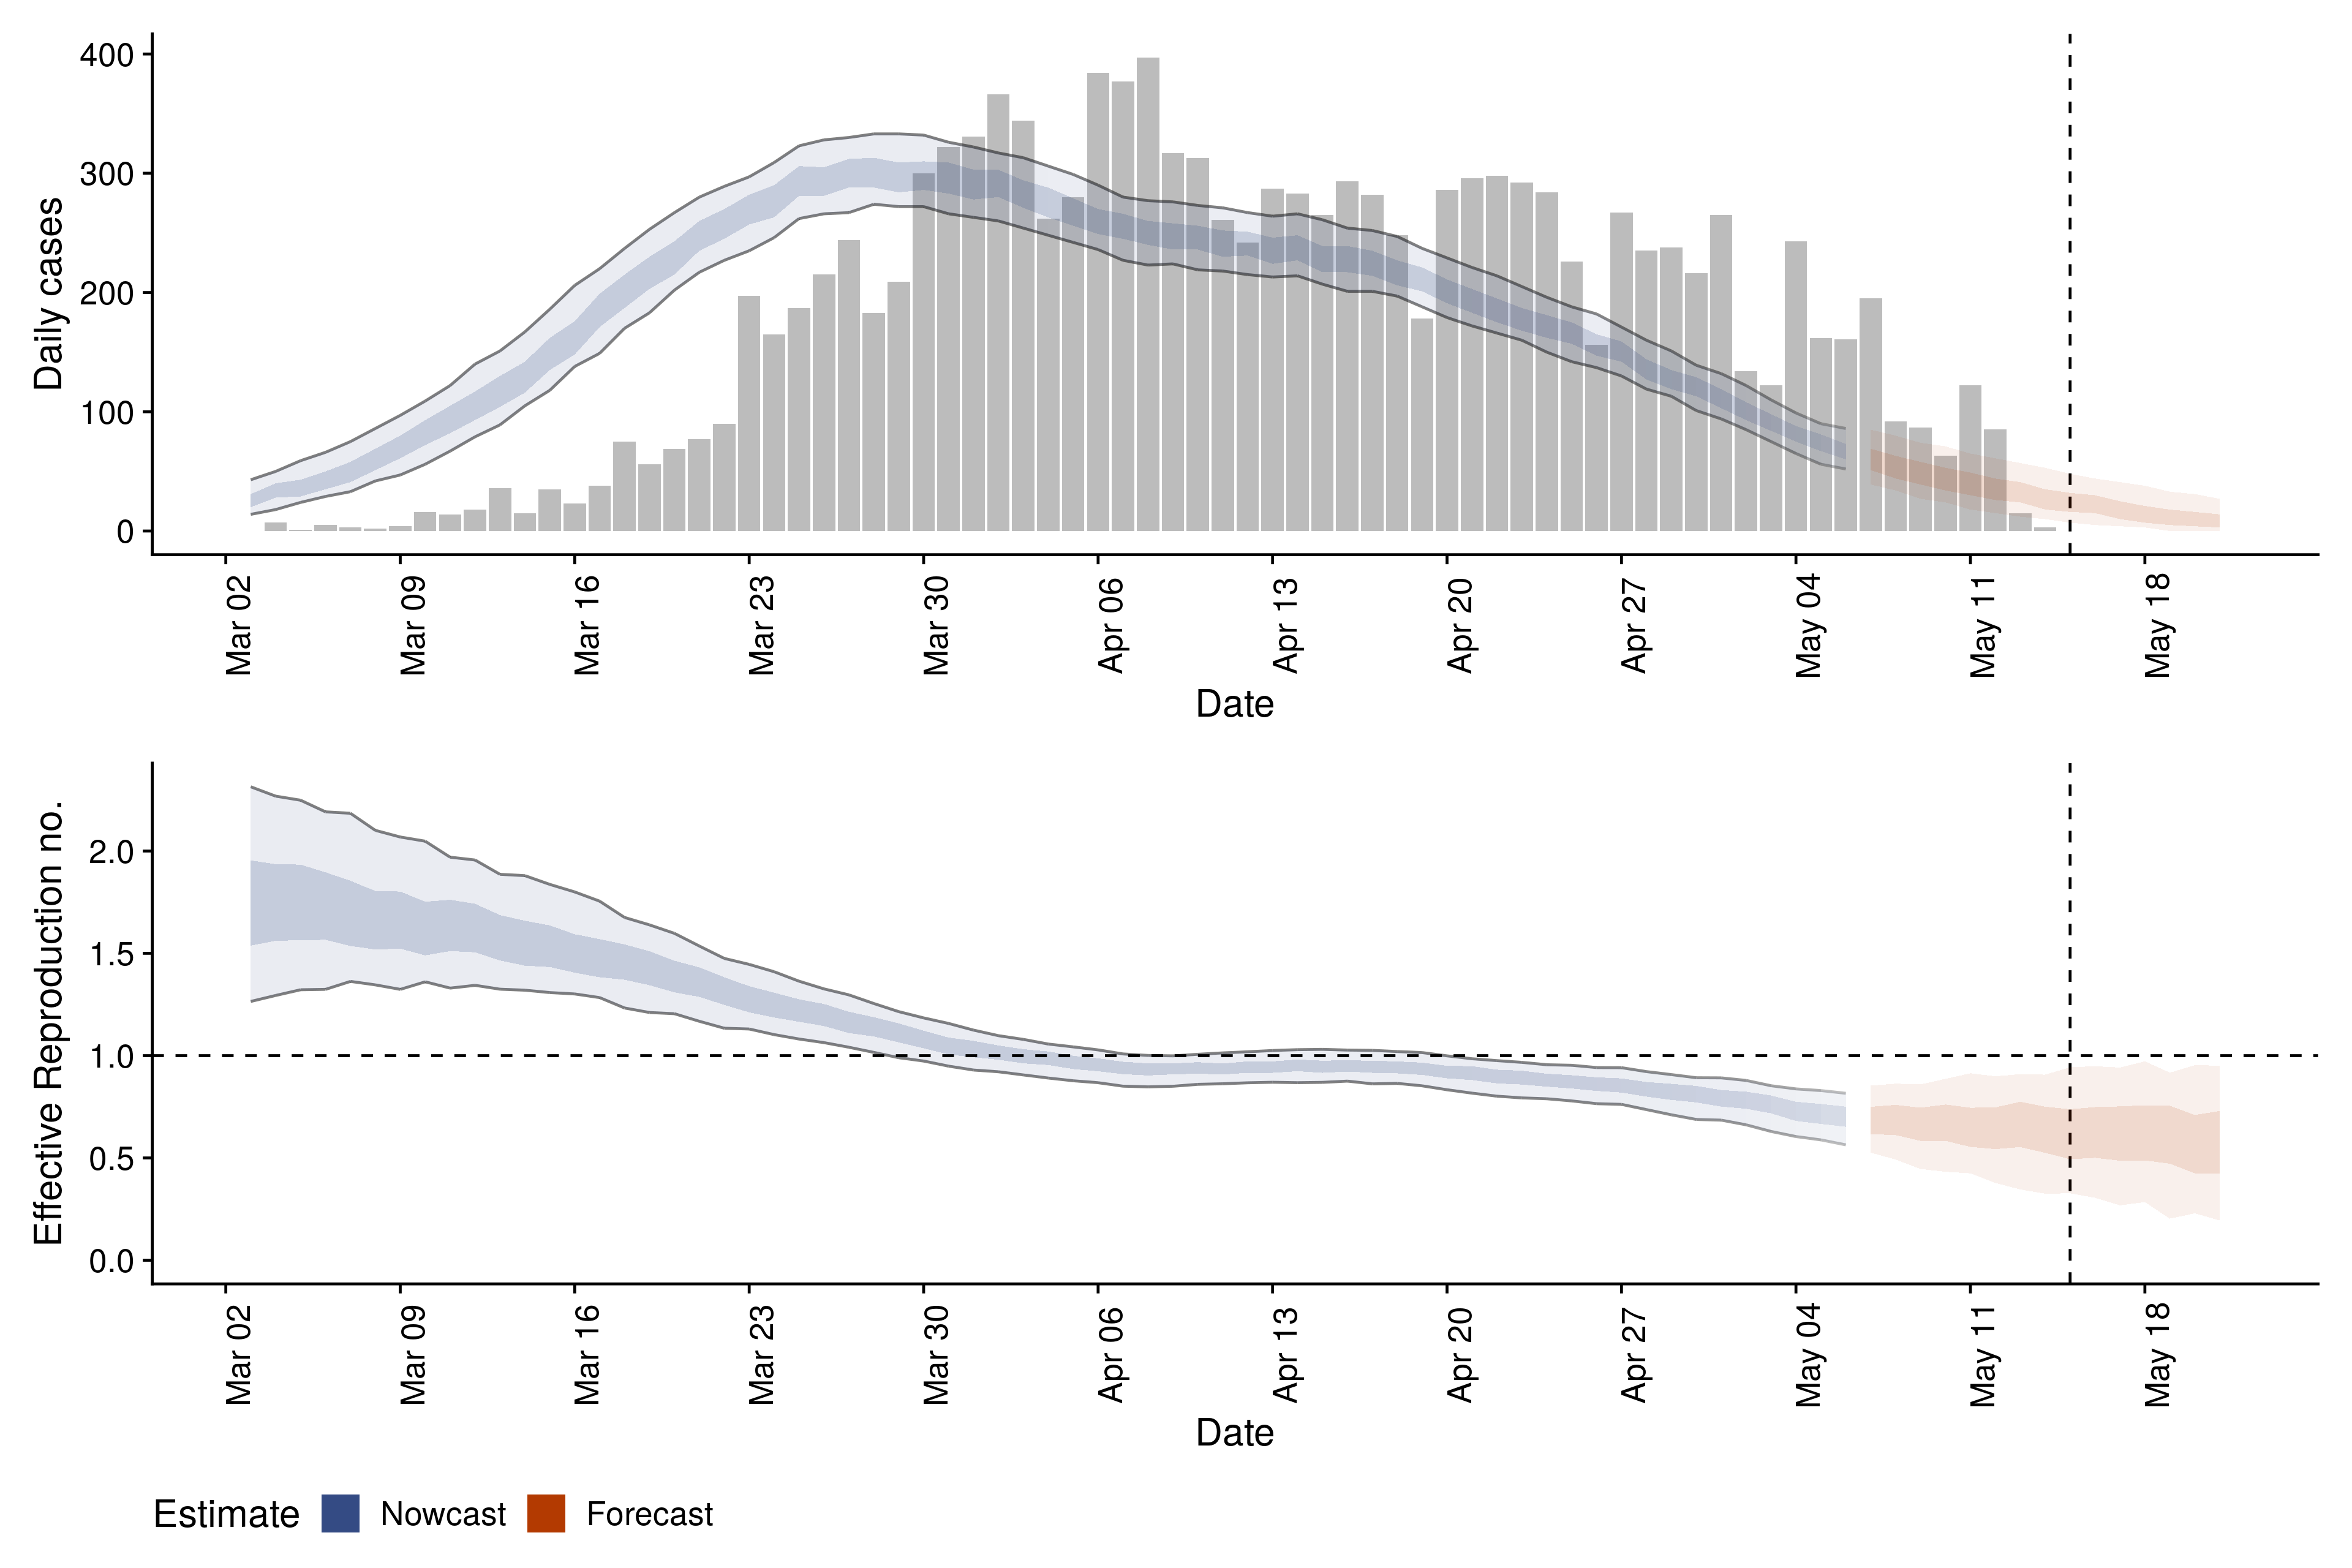 400
300
200
100
0
Daily cases
Mar 02
Mar 09
Mar 16
Mar 23
Mar 30
Apr 06
Apr 13
Apr 20
Apr 27
May 04
May 11
May 18
Date
2.0
1.5
1.0
0.5
0.0
Effective Reproduction no.
Mar 02
Mar 09
Mar 16
Mar 23
Mar 30
Apr 06
Apr 13
Apr 20
Apr 27
May 04
May 11
May 18
Date
Estimate Nowcast Forecast